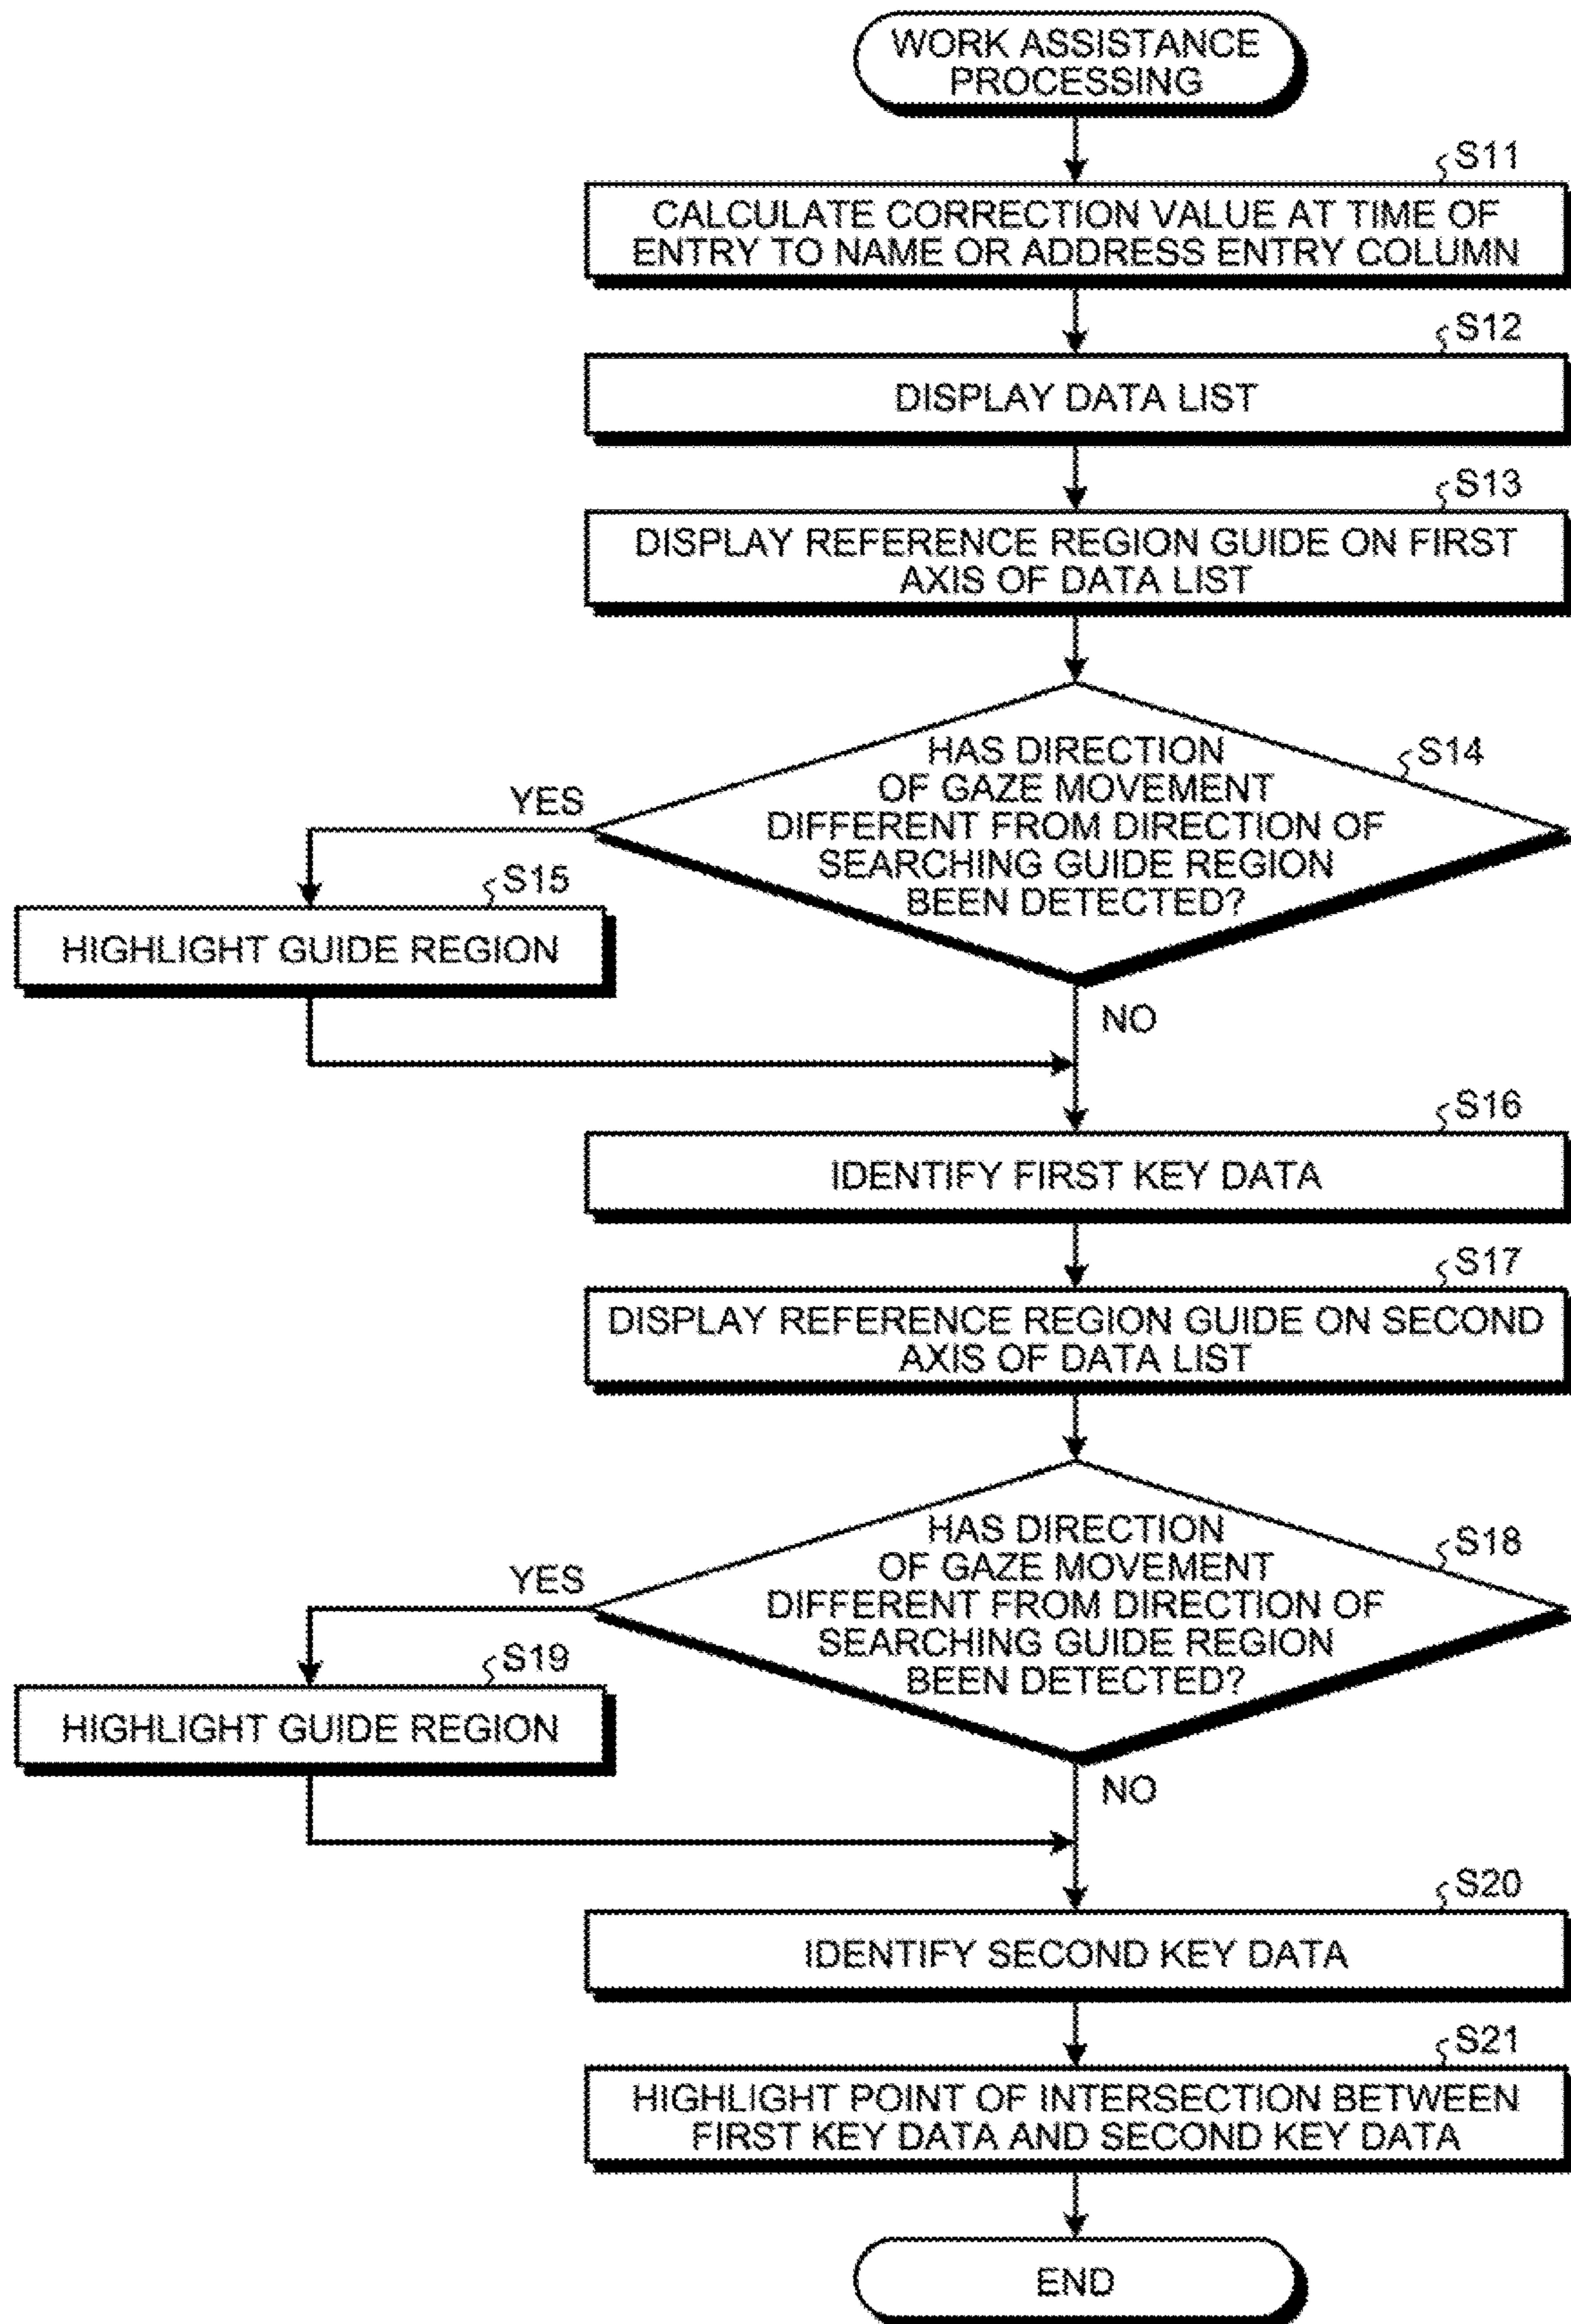 WORK ASSISTANCE
PROCESSING
S11
CALCULATE CORRECTION VALUE AT TIME OF
ENTRY TO NAME OR ADDRESS ENTRY COLUMN
S12
DISPLAY DATA LIST
S13
DISPLAY REFERENCE REGION GUIDE ON FIRST
AXIS OF DATA LIST
S14
HAS DIRECTION
OF GAZE MOVEMENT
DIFFERENT FROM DIRECTION OF
SEARCHING GUIDE REGION
BEEN DETECTED?
YES
S15
HIGHLIGHT GUIDE REGION
NO
S16
IDENTIFY FIRST KEY DATA
S17
DISPLAY REFERENCE REGION GUIDE ON SECOND
AXIS OF DATA LIST
S18
HAS DIRECTION
OF GAZE MOVEMENT
DIFFERENT FROM DIRECTION OF
SEARCHING GUIDE REGION
BEEN DETECTED?
YES
S19
HIGHLIGHT GUIDE REGION
NO
S20
IDENTIFY SECOND KEY DATA
S21
HIGHLIGHT POINT OF INTERSECTION BETWEEN
FIRST KEY DATA AND SECOND KEY DATA
END